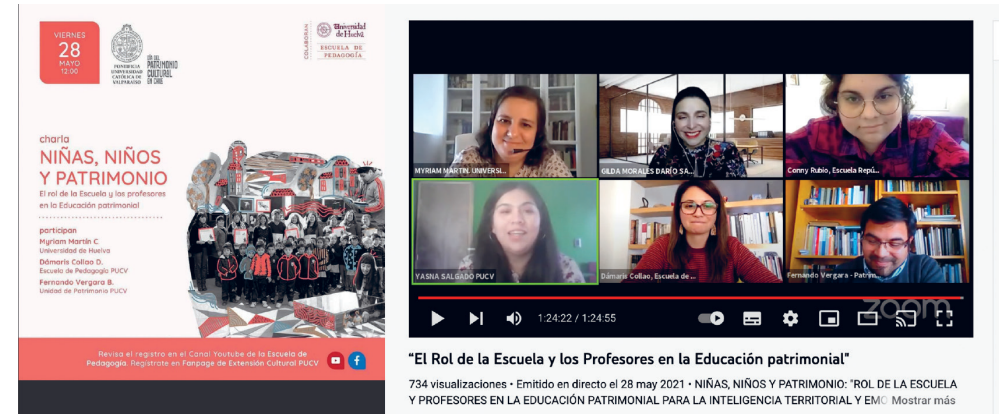 VIERNES
28
MAYO
12.00
PONTIFICIA
UNIVERSIDAD
CATÓLICA DE
VALPARAÍSO
DÍA DEL
PATRIMONIO
CULTURAL
EN CHILE
COLABORAN
Universidad
de Huelva
ESCUELA DE
PEDAGOGÍA
charla
NIÑAS, NIÑOS
Y PATRIMONIO
El rol de la Escuela y los profesores
en la Educación patrimonial
participan
Myriam Martín C
Universidad de Huelva
Dámaris Collao D.
Escuela de Pedagogía PUCV
Fernando Vergara B.
Unidad de Patrimonio PUCV
Revisa el registro en el Canal Youtube de la Escuela de
Pedagogía. Regístrate en Fanpage de Extensión Cultural PUCV
MYRIAM MARTIN UNIVERSI...
GILDA MORALES DARÍO SA...
Conny Rubio, Escuela Repú...
YASNA SALGADO PUCV
Dámaris Collao, Escuela de ...
Fernando Vergara - Patrim...
zoom
1:24:22 / 1:24:55
“El Rol de la Escuela y los Profesores en la Educación patrimonial”
734 visualizaciones • Emitido en directo el 28 may 2021 • NIÑAS, NIÑOS Y PATRIMONIO: "ROL DE LA ESCUELA
Y PROFESORES EN LA EDUCACIÓN PATRIMONIAL PARA LA INTELIGENCIA TERRITORIAL Y EMO Mostrar más